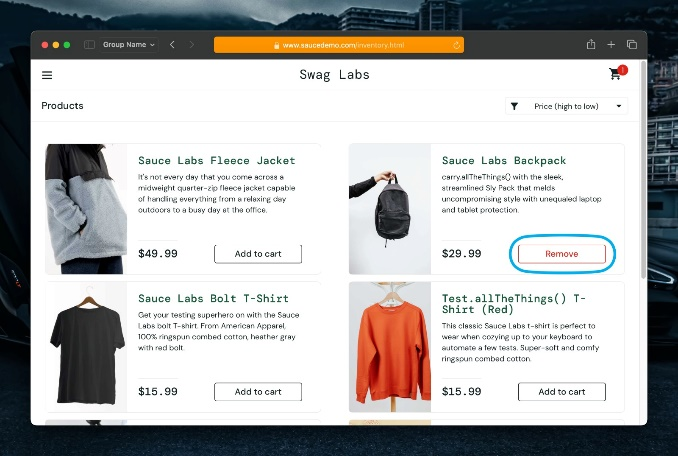 Group Name
www.saucedemo.com/inventory.html
Swag Labs
1
Products
Price (high to low)
Sauce Labs Fleece Jacket
It's not every day that you come across a
midweight quarter-zip fleece jacket capable
of handling everything from a relaxing day
outdoors to a busy day at the office.
$49.99
Add to cart
Sauce Labs Backpack
carry.allTheThings() with the sleek,
streamlined Sly Pack that melds
uncompromising style with unequaled laptop
and tablet protection.
$29.99
Remove
Sauce Labs Bolt T-Shirt
Get your testing superhero on with the Sauce
Labs bolt T-shirt. From American Apparel,
100% ringspun combed cotton, heather gray
with red bolt.
$15.99
Add to cart
Test.allTheThings() T-
Shirt (Red)
This classic Sauce Labs t-shirt is perfect to
wear when cozying up to your keyboard to
automate a few tests. Super-soft and comfy
ringspun combed cotton.
$15.99
Add to cart